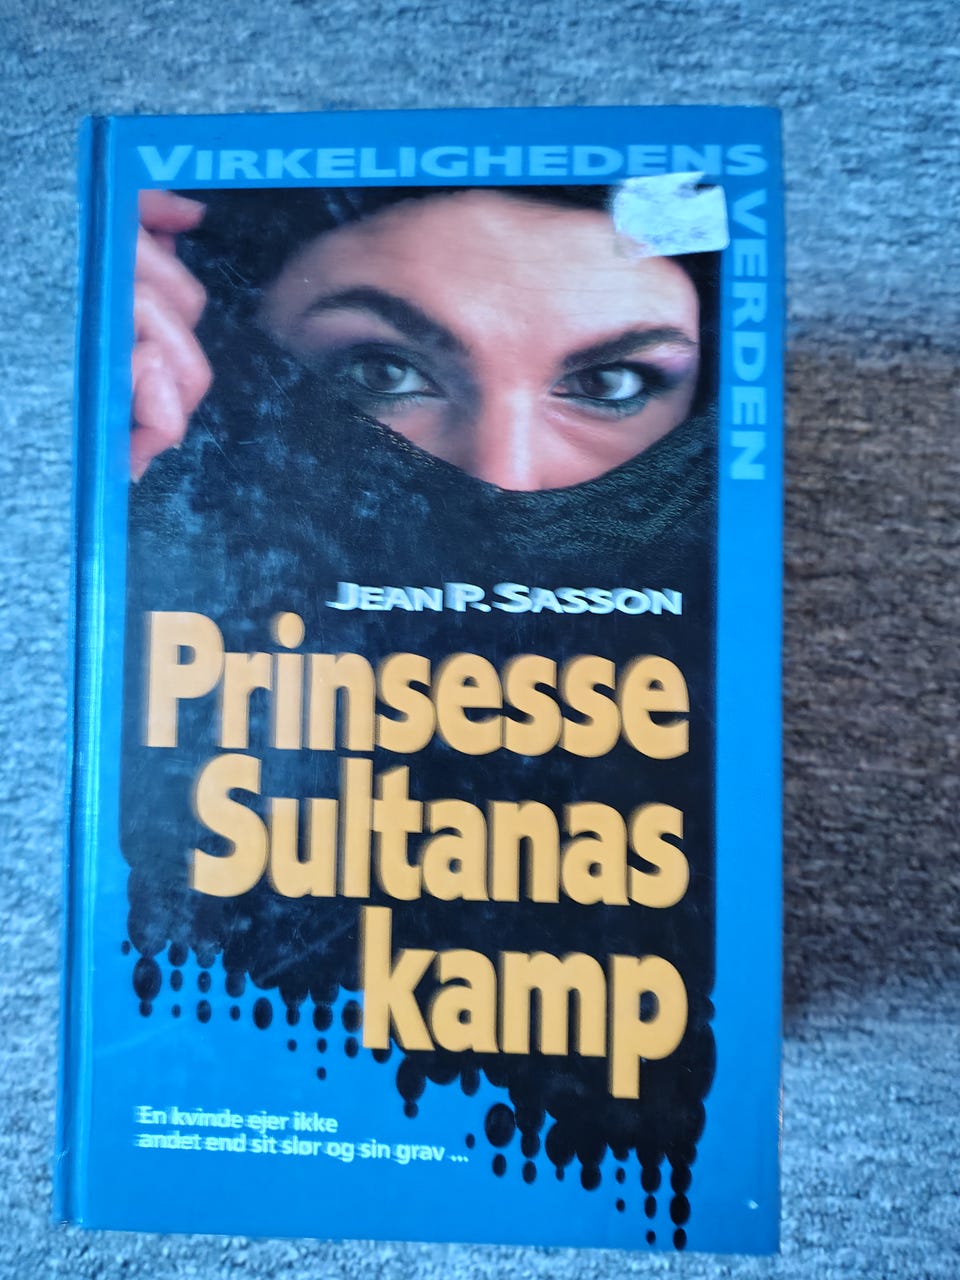 VIRKELIGHEDENS VERDEN
JEAN P. SASSON
Prinsesse
Sultanas
kamp
En kvinde ejer ikke
andet end sit slør og sin grav ...